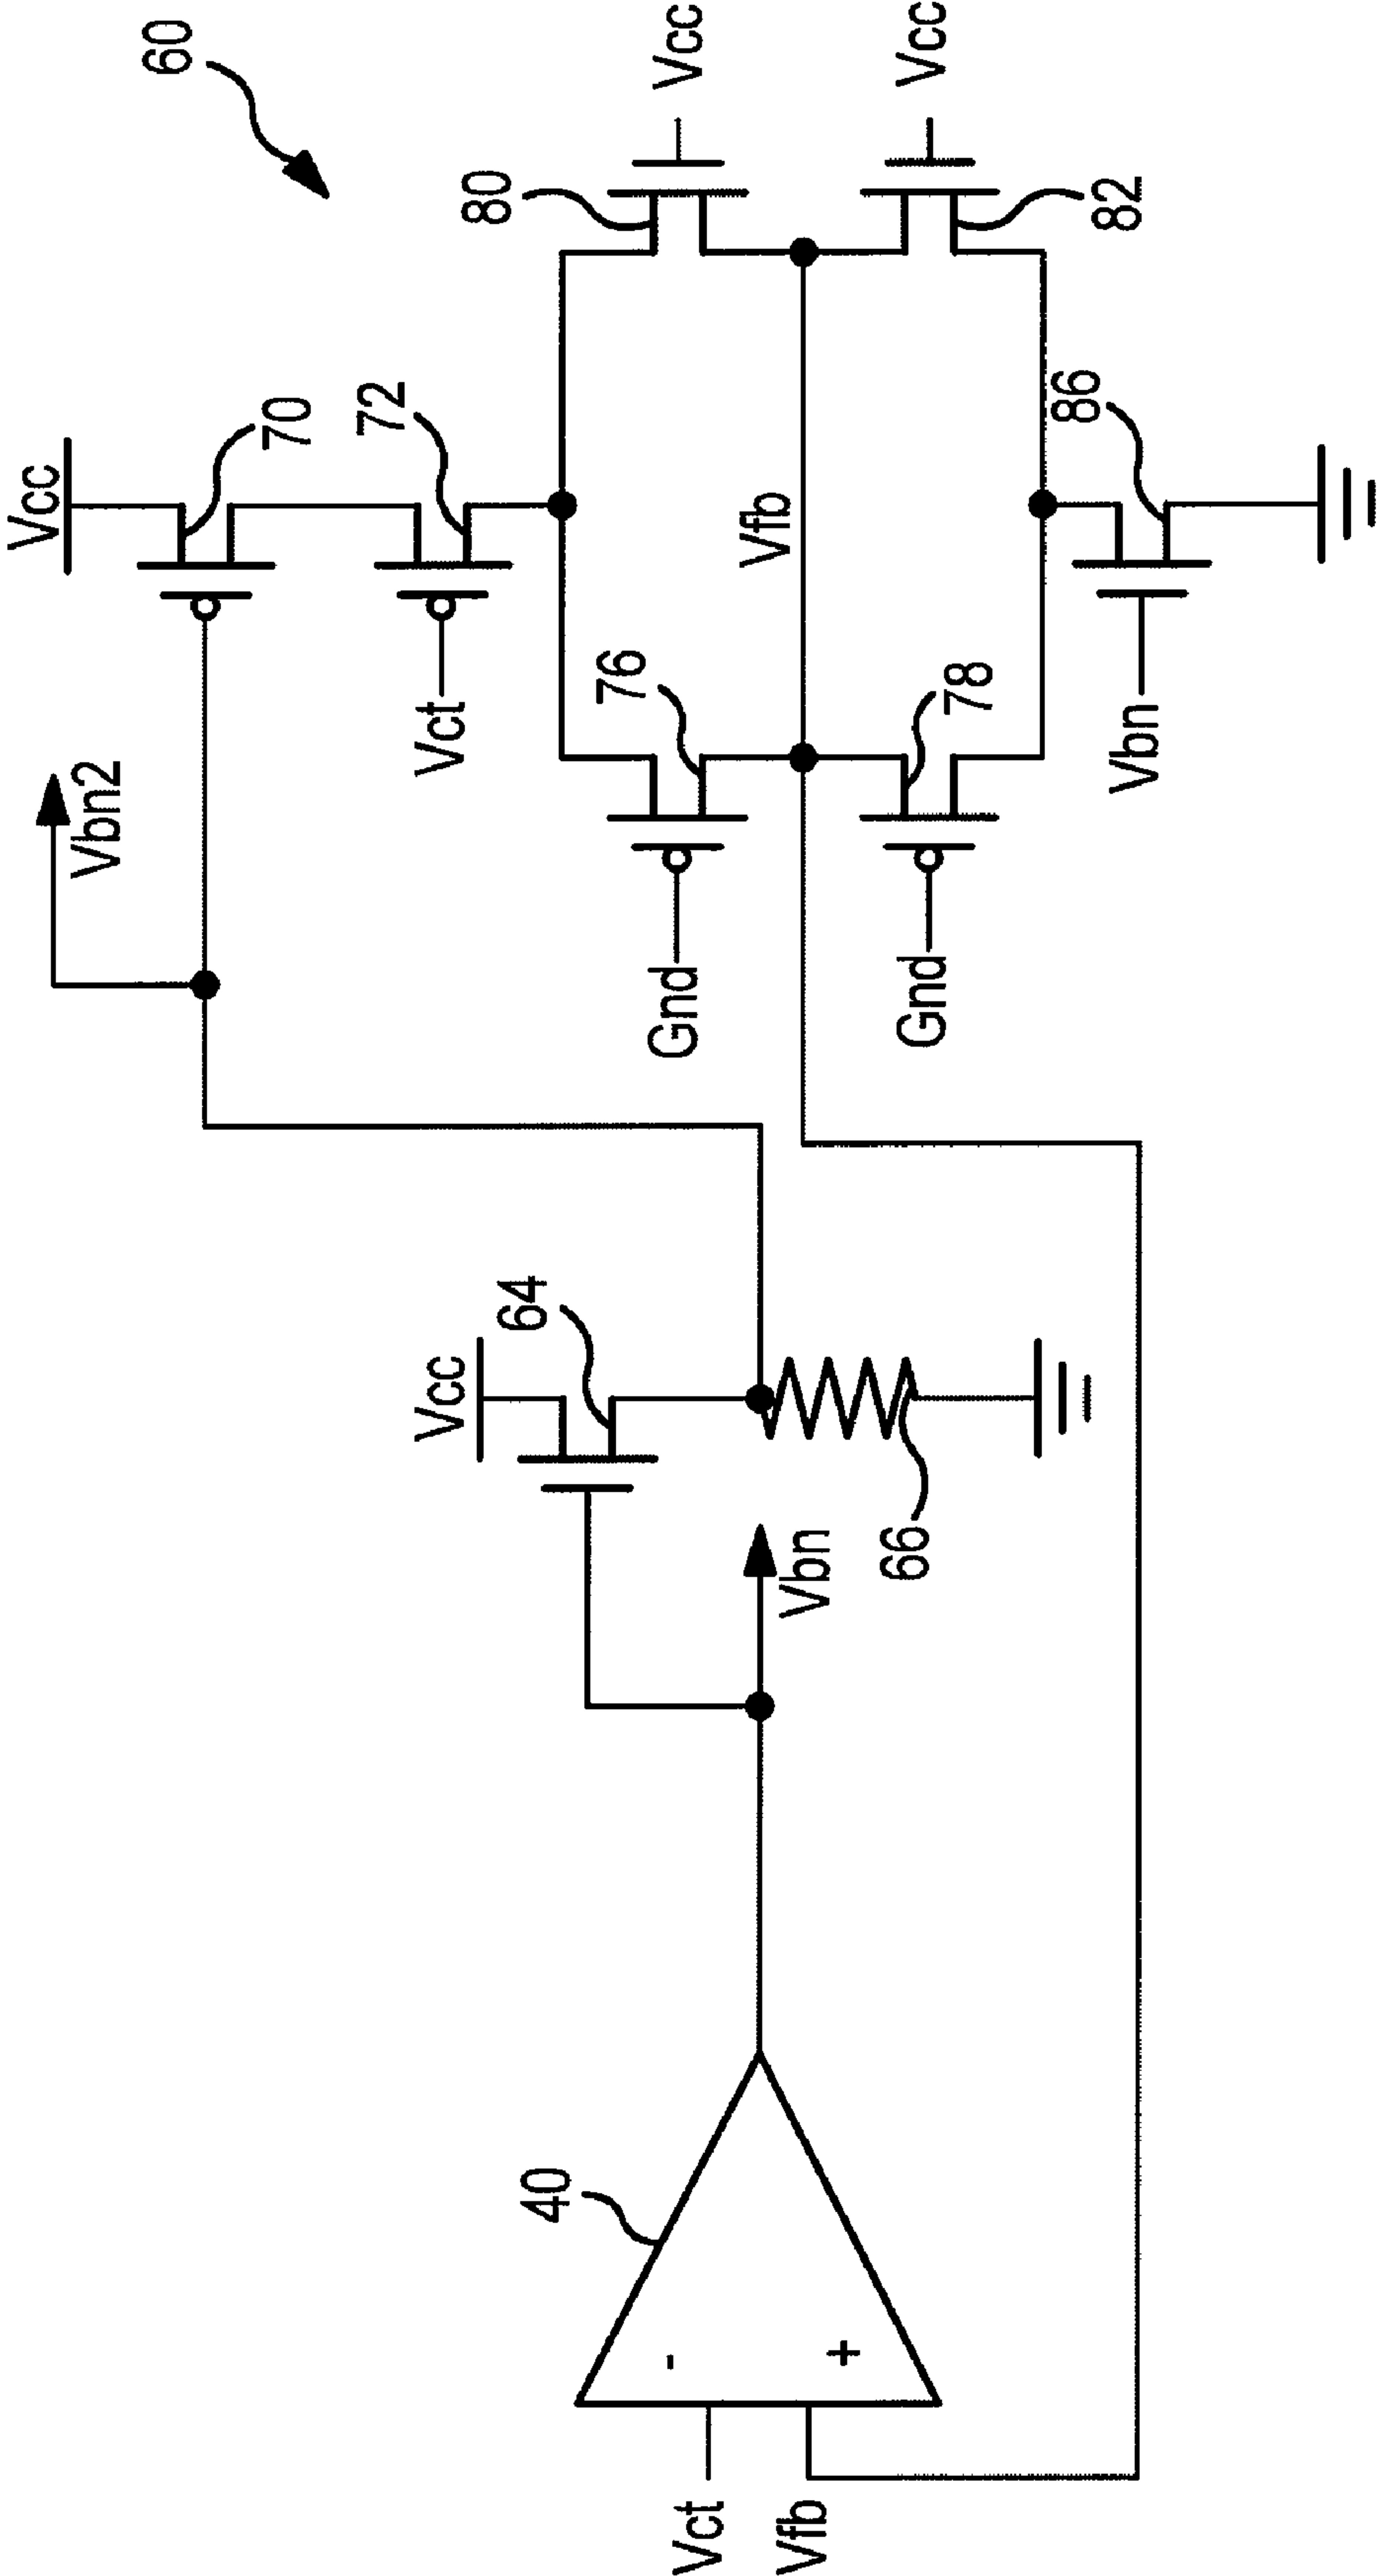 60
Vcc
70
Vbn2
72
Vct
Vcc
80
76
Gnd
Vfb
Vcc
82
78
Gnd
86
Vbn
Vcc
64
Vbn
66
40
-
+
Vct
Vfb